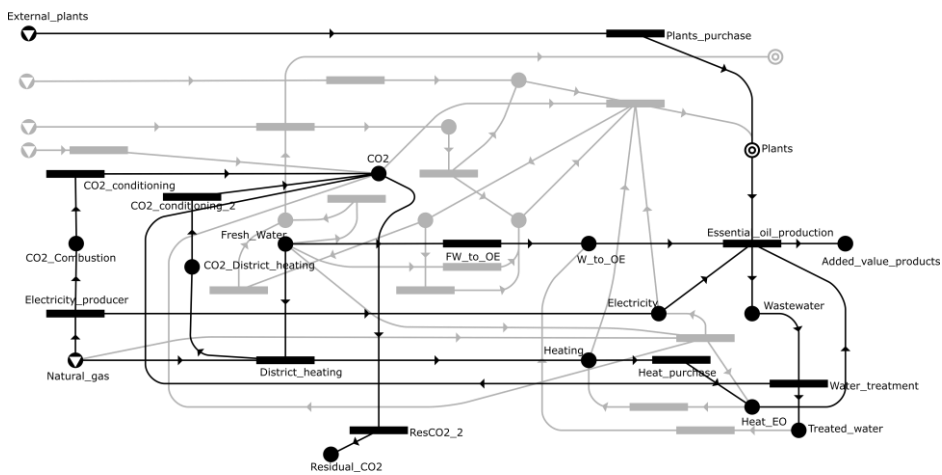 External_plants
Plants_purchase
Plants
CO2
CO2_conditioning
CO2_conditioning_2
Fresh_Water
Essential_oil_production
CO2_Combustion
CO2_District_heating
FW_to_OE
W_to_OE
Added_value_products
Electricity_producer
Electricity
Wastewater
Heating
Natural_gas
District_heating
Heat_purchase
Water_treatment
Heat_EO
ResCO2_2
Treated_water
Residual_CO2